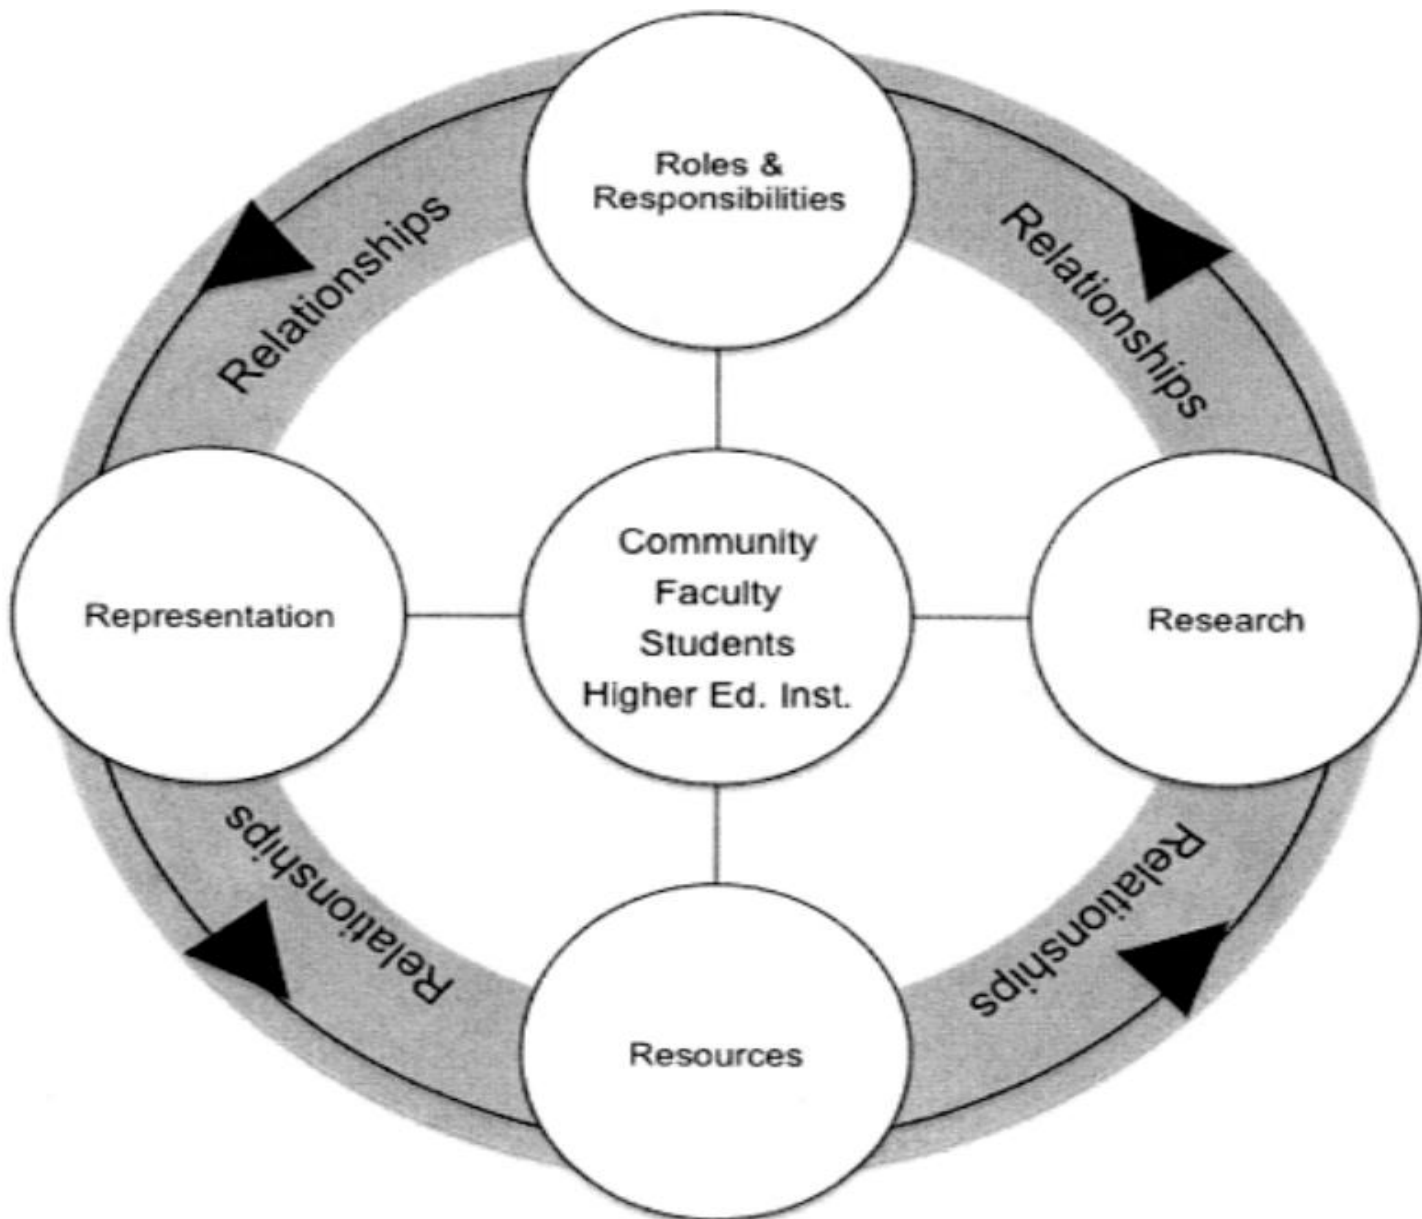 Roles &
Responsibilities
Relationships
Relationships
Community
Faculty
Students
Higher Ed. Inst.
Representation
Research
Relationships
Relationships
Resources